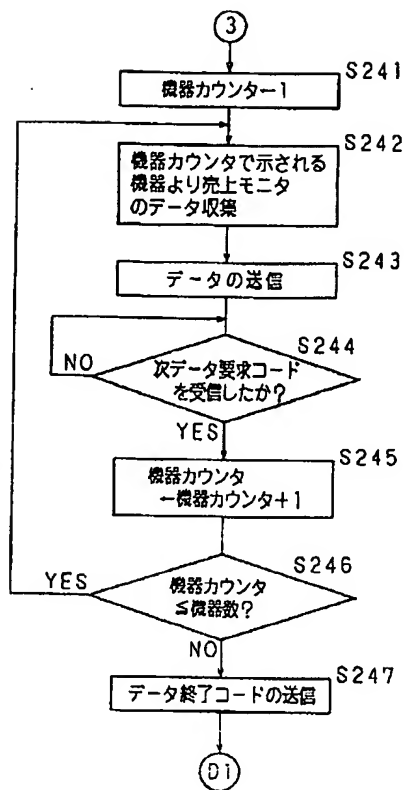 3
S241
機器カウンター1
S242
機器カウンタで示される
機器より売上モニタ
のデータ収集
S243
データの送信
S244
NO
次データ要求コード
を受信したか?
YES
S245
機器カウンタ
←機器カウンタ+1
S246
YES
機器カウンタ
≦機器数?
NO
S247
データ終了コードの送信
D1